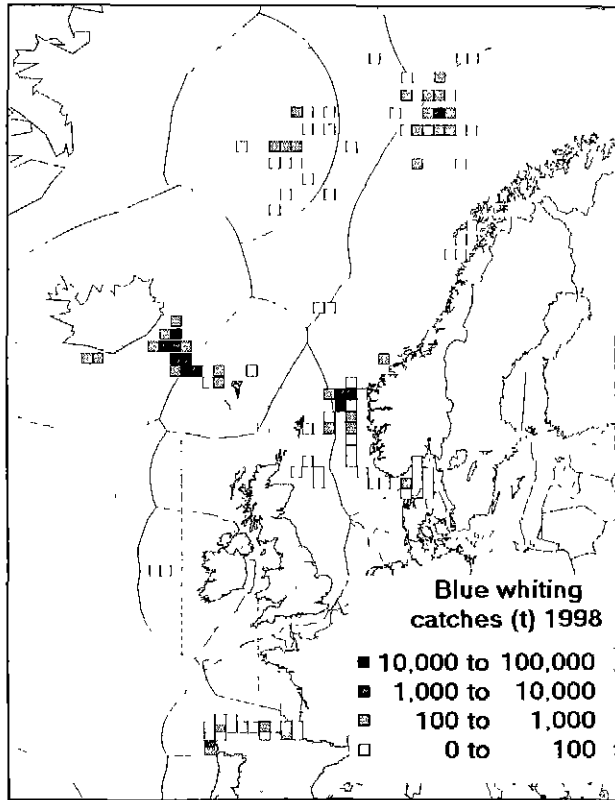 Blue whiting
catches (t) 1998
10,000 to 100,000
1,000 to 10,000
100 to 1,000
0 to 100